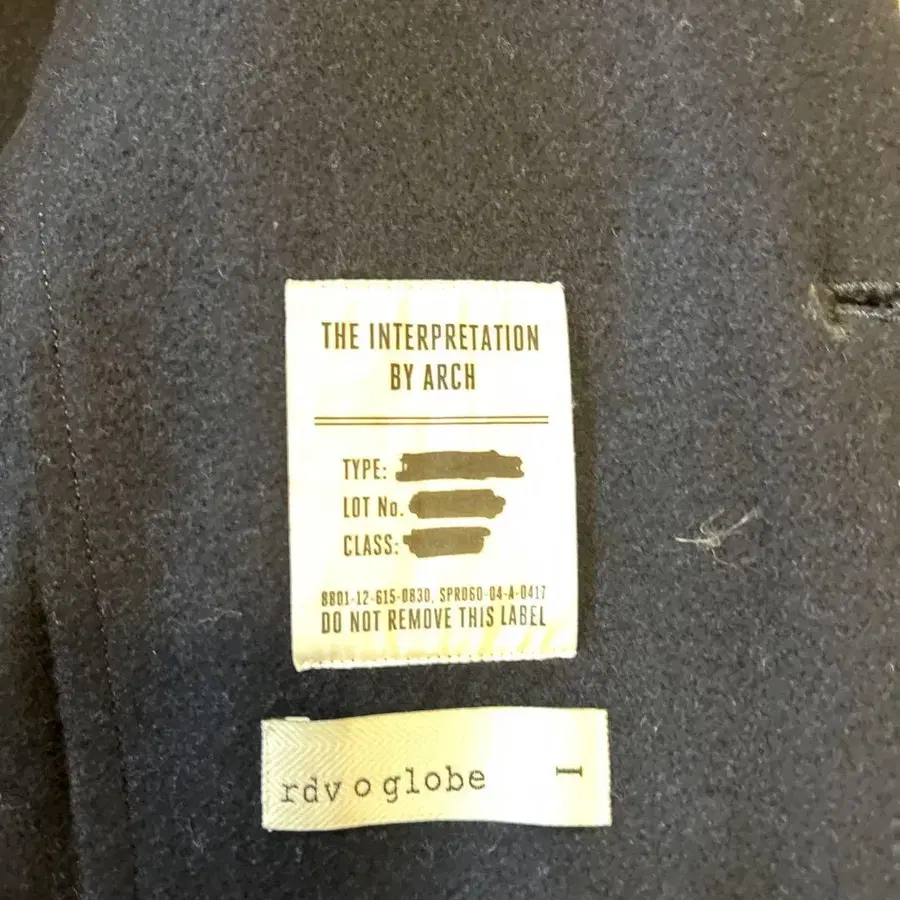 THE INTERPRETATION
BY ARCH
TYPE:
LOT No.
CLASS:
8801-12-615-0830, SPRD60-04-A-0417
DO NOT REMOVE THIS LABEL
rdv o globe I